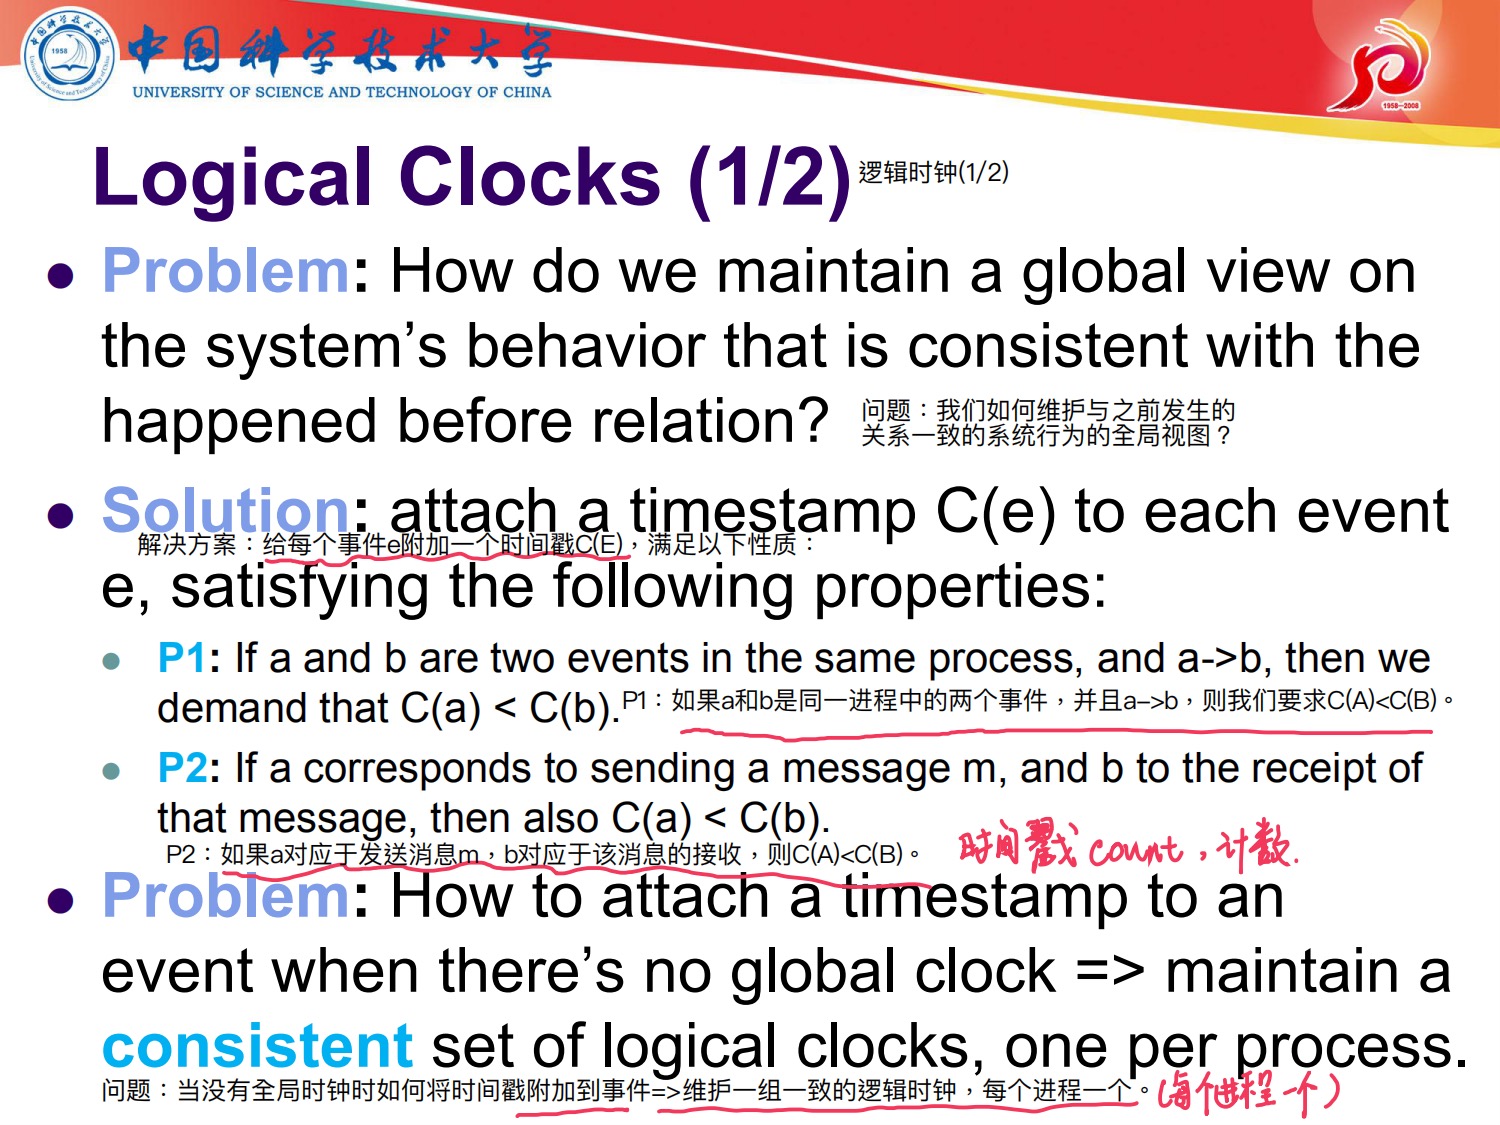 中国科学技术大学
UNIVERSITY OF SCIENCE AND TECHNOLOGY OF CHINA
1958
1958—2008
Logical Clocks (1/2)
逻辑时钟(1/2)
Problem: How do we maintain a global view on
the system’s behavior that is consistent with the
happened before relation?
问题：我们如何维护与之前发生的
关系一致的系统行为的全局视图？
Solution: attach a timestamp C(e) to each event
解决方案：给每个事件e附加一个时间戳C(E)，满足以下性质：
e, satisfying the following properties:
P1: If a and b are two events in the same process, and a->b, then we
demand that C(a) < C(b).
P1：如果a和b是同一进程中的两个事件，并且a–>b，则我们要求C(A)<C(B)。
P2: If a corresponds to sending a message m, and b to the receipt of
that message, then also C(a) < C(b).
P2：如果a对应于发送消息m，b对应于该消息的接收，则C(A)<C(B)。
时间戳 count，计数.
Problem: How to attach a timestamp to an
event when there’s no global clock => maintain a
consistent set of logical clocks, one per process.
问题：当没有全局时钟时如何将时间戳附加到事件=>维护一组一致的逻辑时钟，每个进程一个。
(每个进程一个)